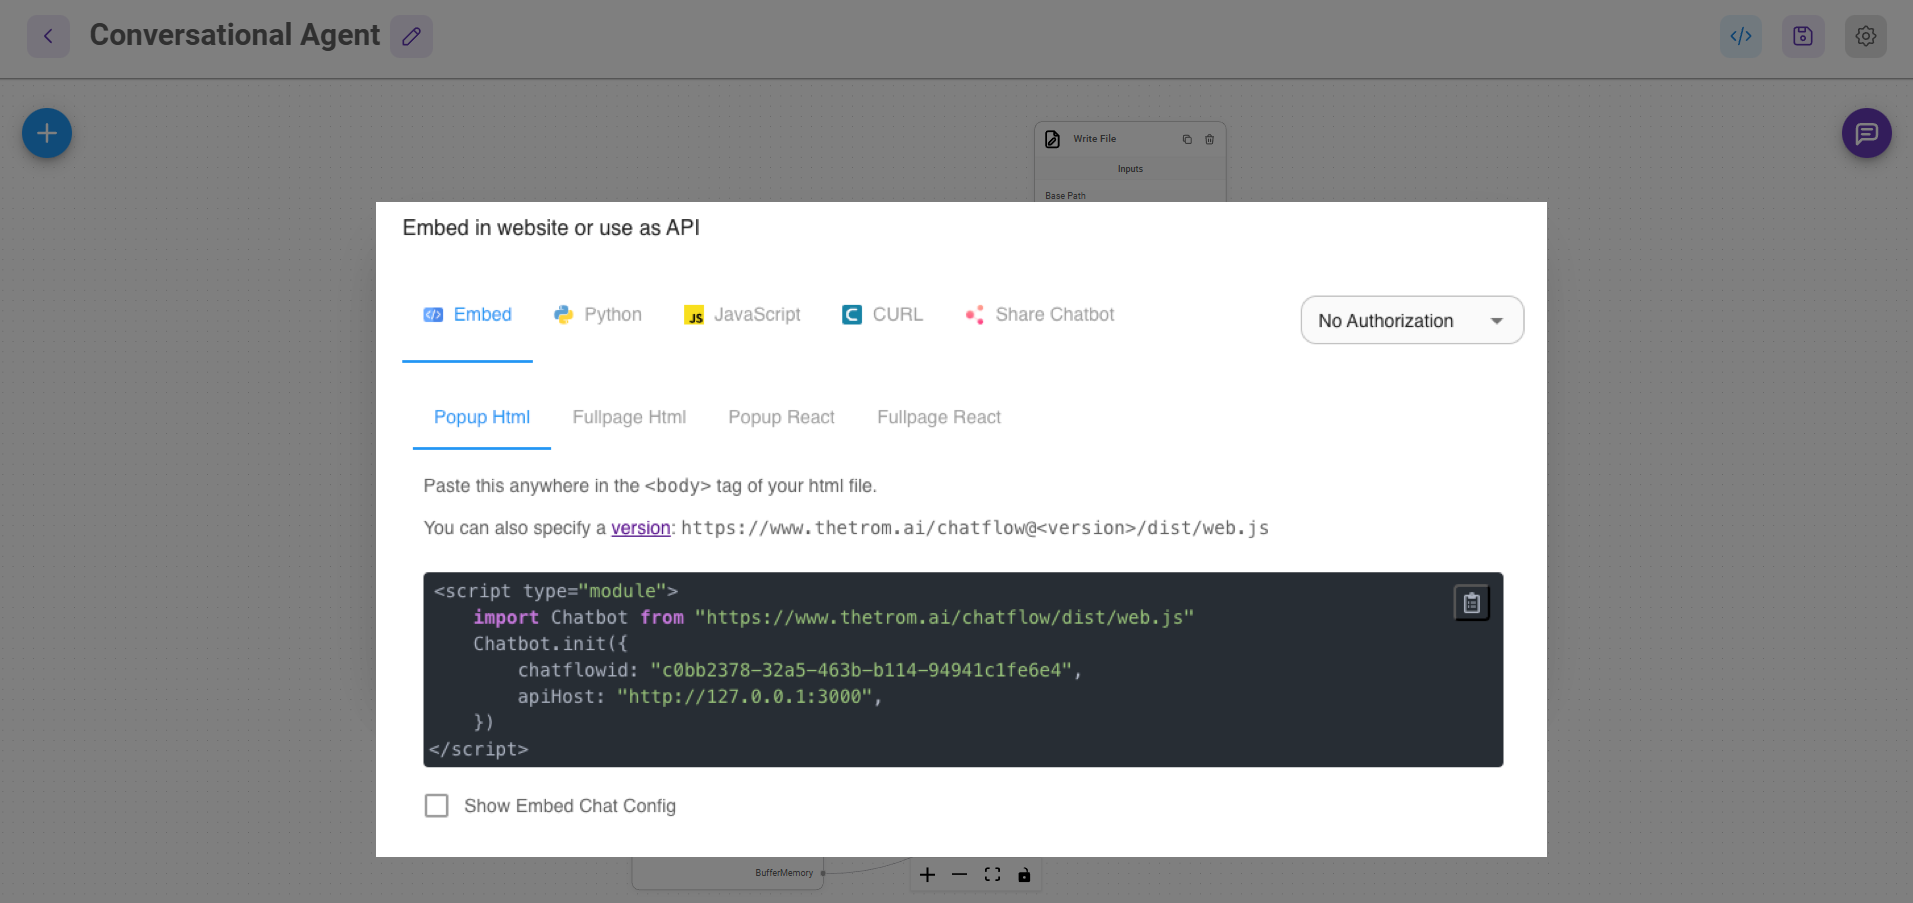 Conversational Agent
Write File
Inputs
Base Path
Embed in website or use as API
Embed
Python
JS JavaScript
C CURL
Share Chatbot
No Authorization
Popup Html
Fullpage Html
Popup React
Fullpage React
Paste this anywhere in the <body> tag of your html file.
You can also specify a version: https://www.thetrom.ai/chatflow@<version>/dist/web.js
<script type="module">
import Chatbot from "https://www.thetrom.ai/chatflow/dist/web.js"
Chatbot.init({
chatflowid: "c0bb2378-32a5-463b-b114-94941c1fe6e4",
apiHost: "http://127.0.0.1:3000",
})
</script>
Show Embed Chat Config
BufferMemory